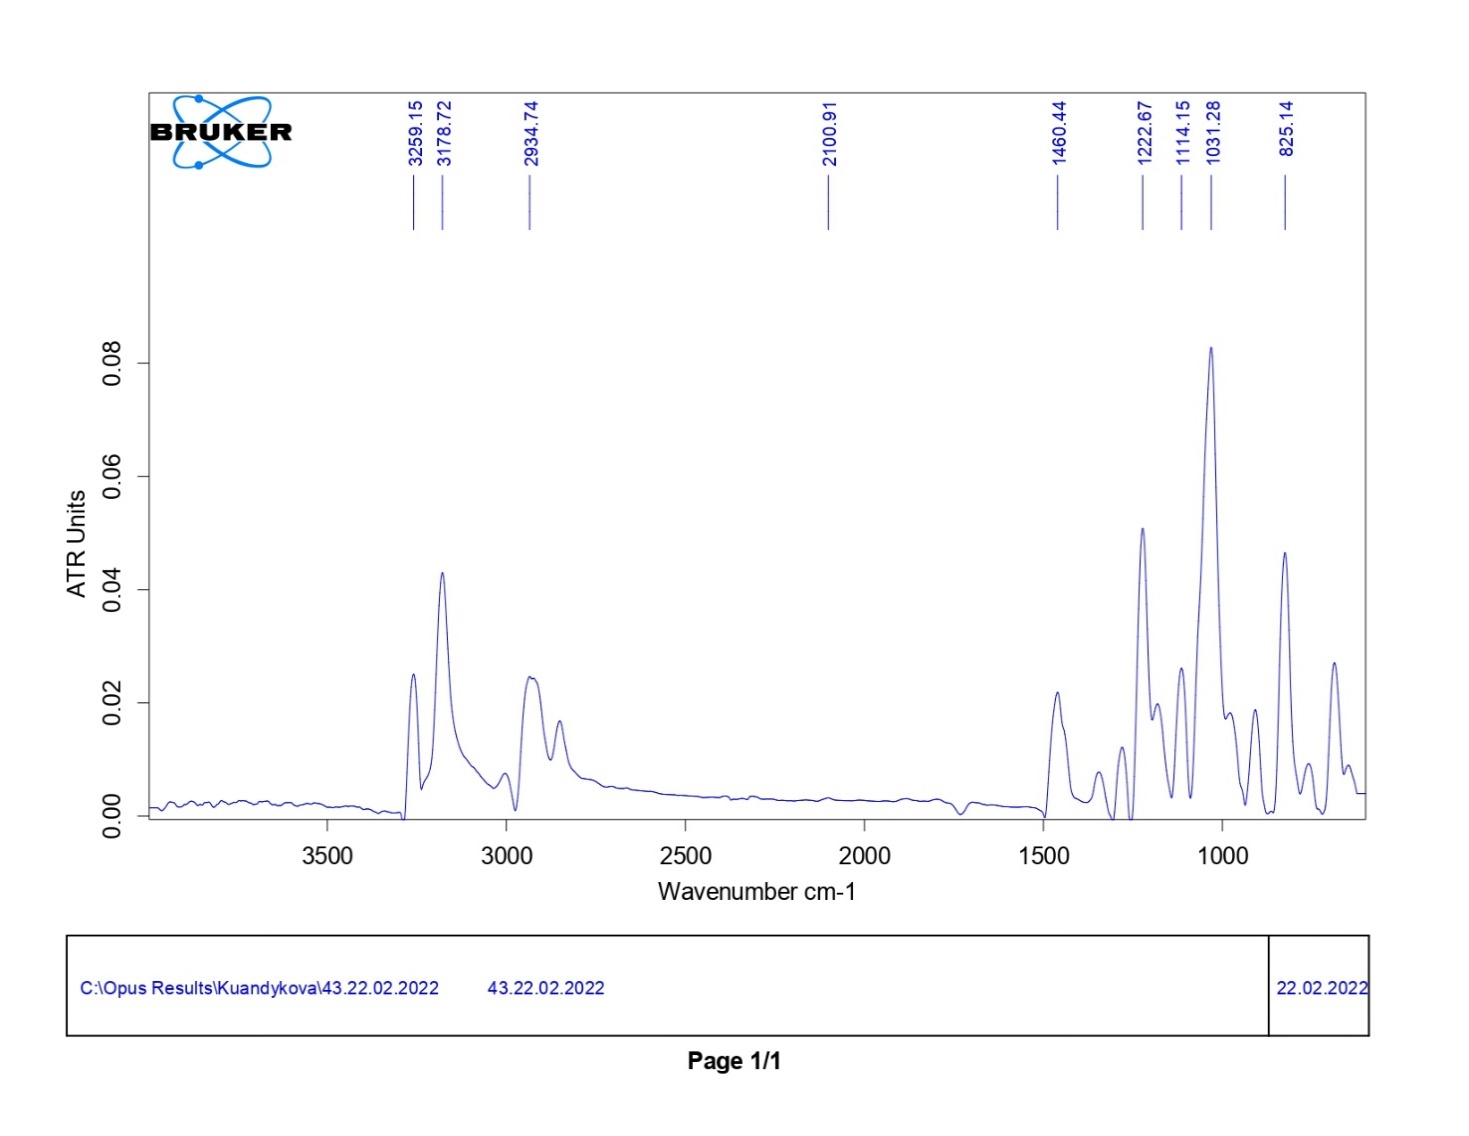 BRUKER
3259.15
3178.72
2934.74
2100.91
1460.44
1222.67
1114.15
1031.28
825.14
ATR Units
0.08
0.06
0.04
0.02
0.00
3500 3000 2500 2000 1500 1000
Wavenumber cm-1
C:\Opus Results\Kuandykova\43.22.02.2022 43.22.02.2022 22.02.2022
Page 1/1